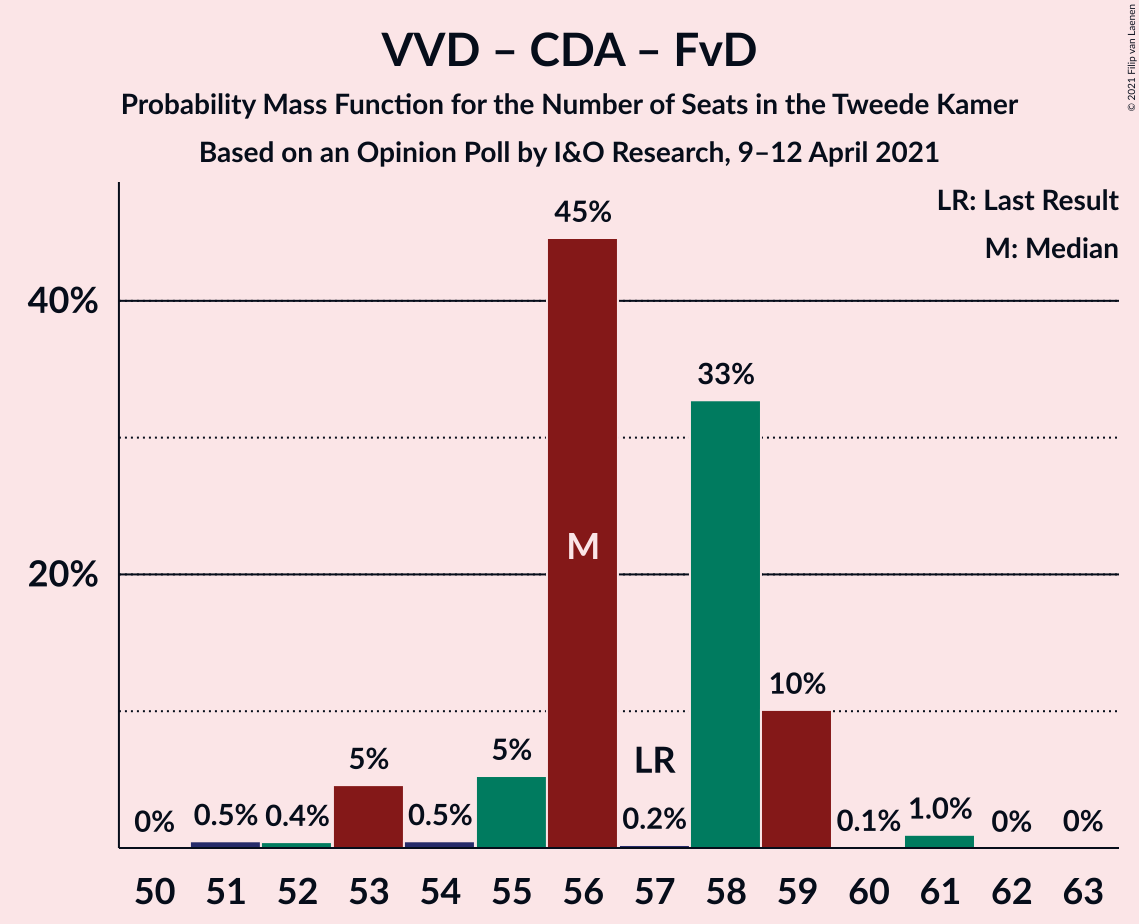 VVD – CDA – FvD
Probability Mass Function for the Number of Seats in the Tweede Kamer
Based on an Opinion Poll by I&O Research, 9–12 April 2021
© 2021 Filip van Laenen
LR: Last Result
M: Median
40%
20%
0%
0.5%
0.4%
5%
0.5%
5%
45%
M
LR
0.2%
33%
10%
0.1%
1.0%
0%
0%
50 51 52 53 54 55 56 57 58 59 60 61 62 63